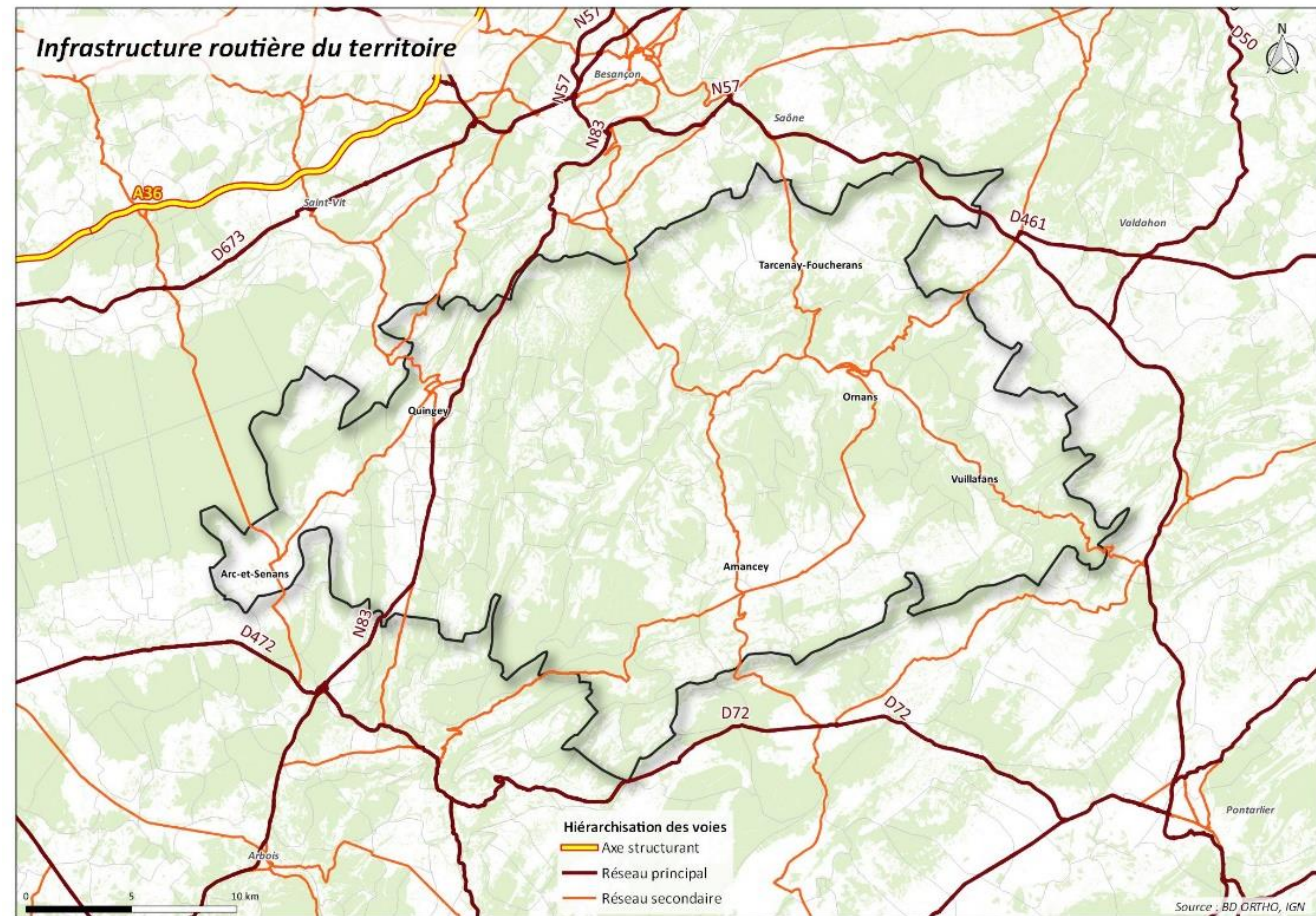 Infrastructure routière du territoire
N
N57
D50
Besançon
N57
N57
Saône
N83
A36
Saint-Vit
D673
D461
Valdahon
Tarcenay-Foucherans
Quingey
Ornans
Vuillafans
Arc-et-Senans
Amancey
N83
D472
D72
D72
Pontarlier
Arbois
Hiérarchisation des voies
Axe structurant
Réseau principal
Réseau secondaire
0 5 10 km
Source : BD ORTHO, IGN